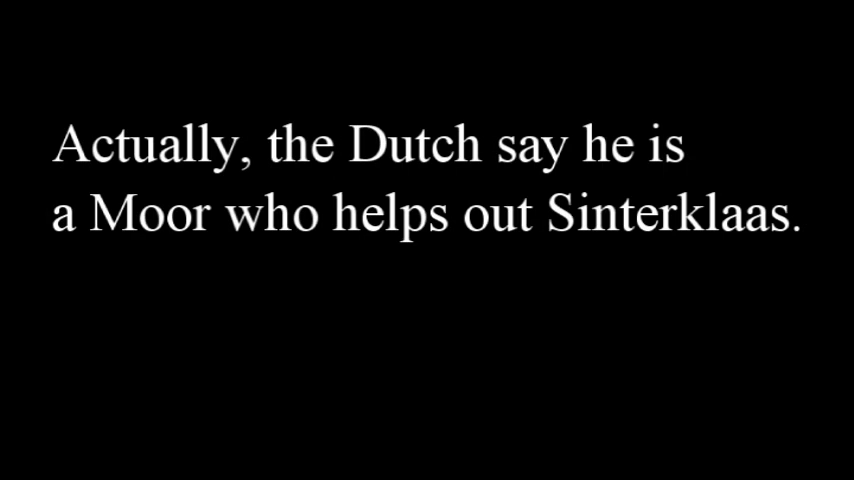 Actually, the Dutch say he is
a Moor who helps out Sinterklaas.